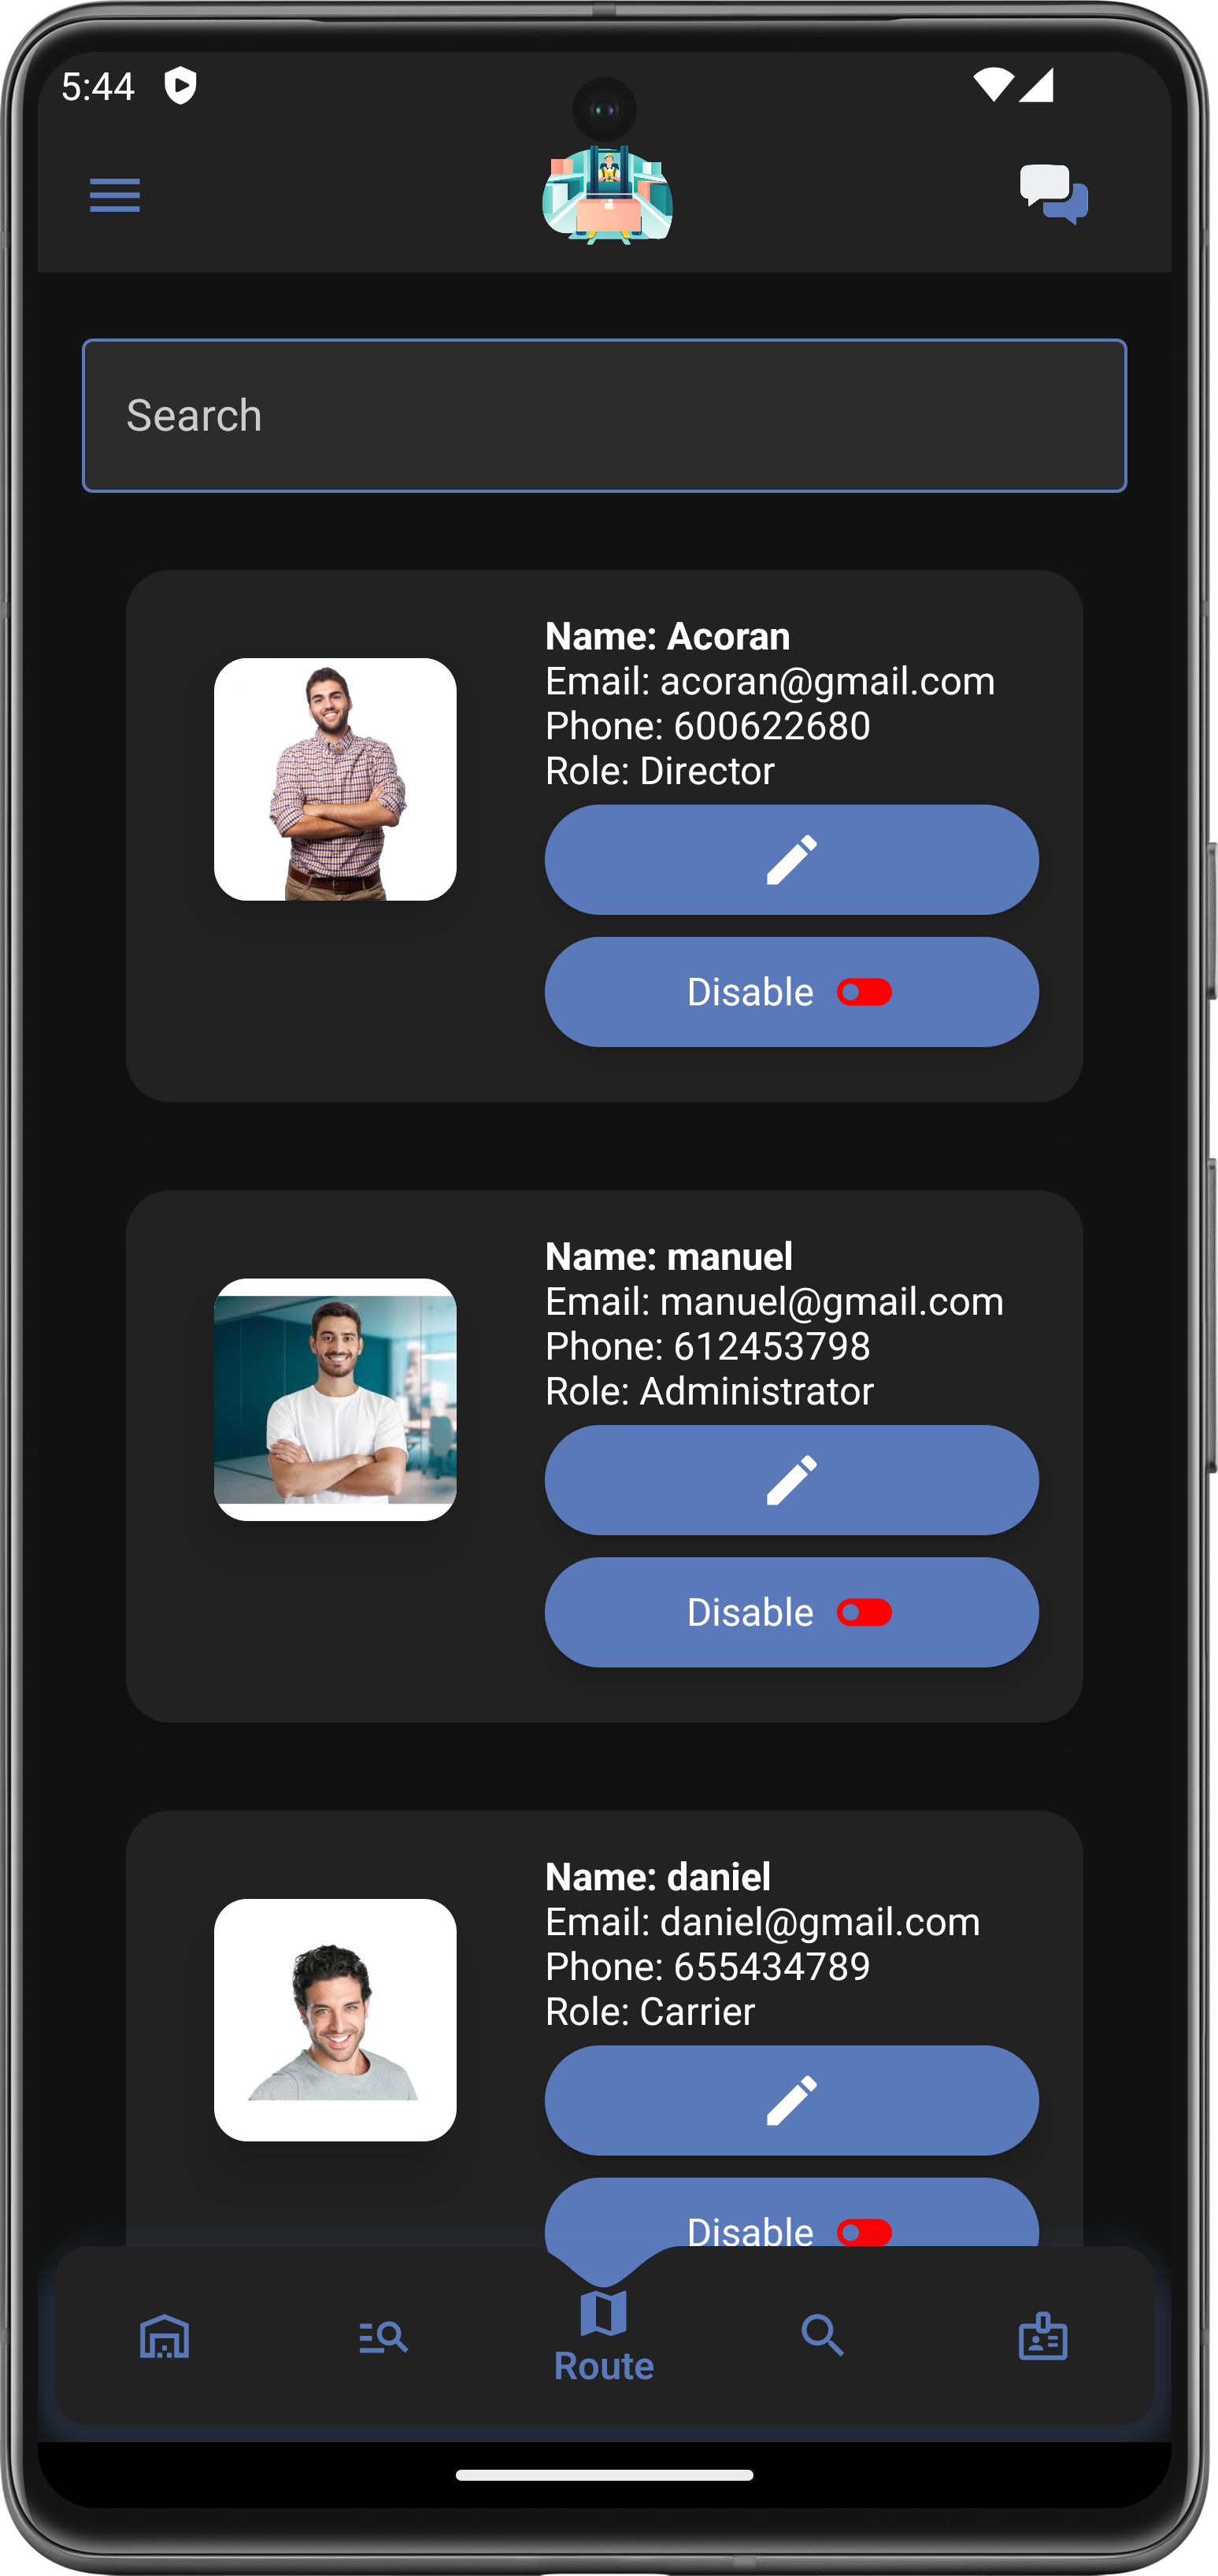 5:44
Search
Name: Acoran
Email: acoran@gmail.com
Phone: 600622680
Role: Director
Disable
Name: manuel
Email: manuel@gmail.com
Phone: 612453798
Role: Administrator
Disable
Name: daniel
Email: daniel@gmail.com
Phone: 655434789
Role: Carrier
Disable
Route